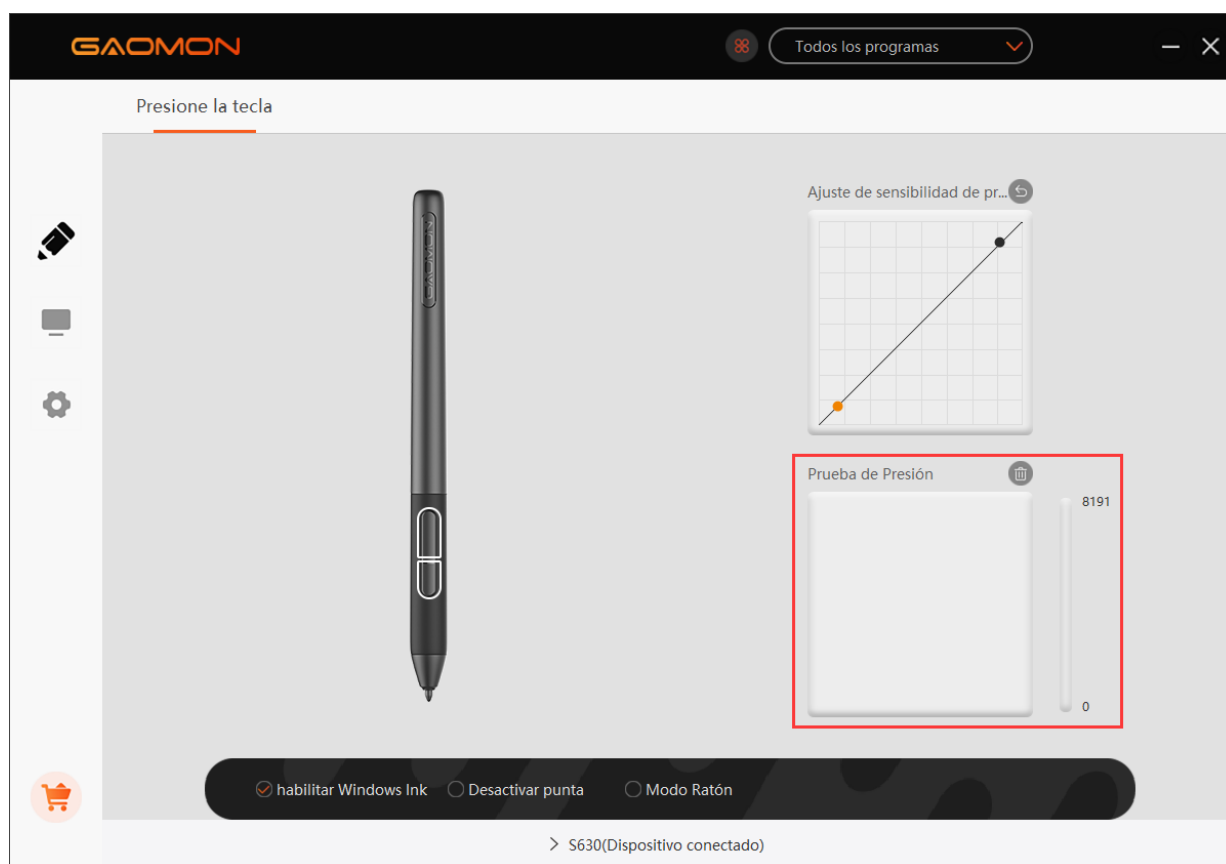 GAOMON
Todos los programas
Presione la tecla
GAOMON
Ajuste de sensibilidad de pr...
Prueba de Presión
8191
0
habilitar Windows Ink
Desactivar punta
Modo Ratón
S630(Dispositivo conectado)